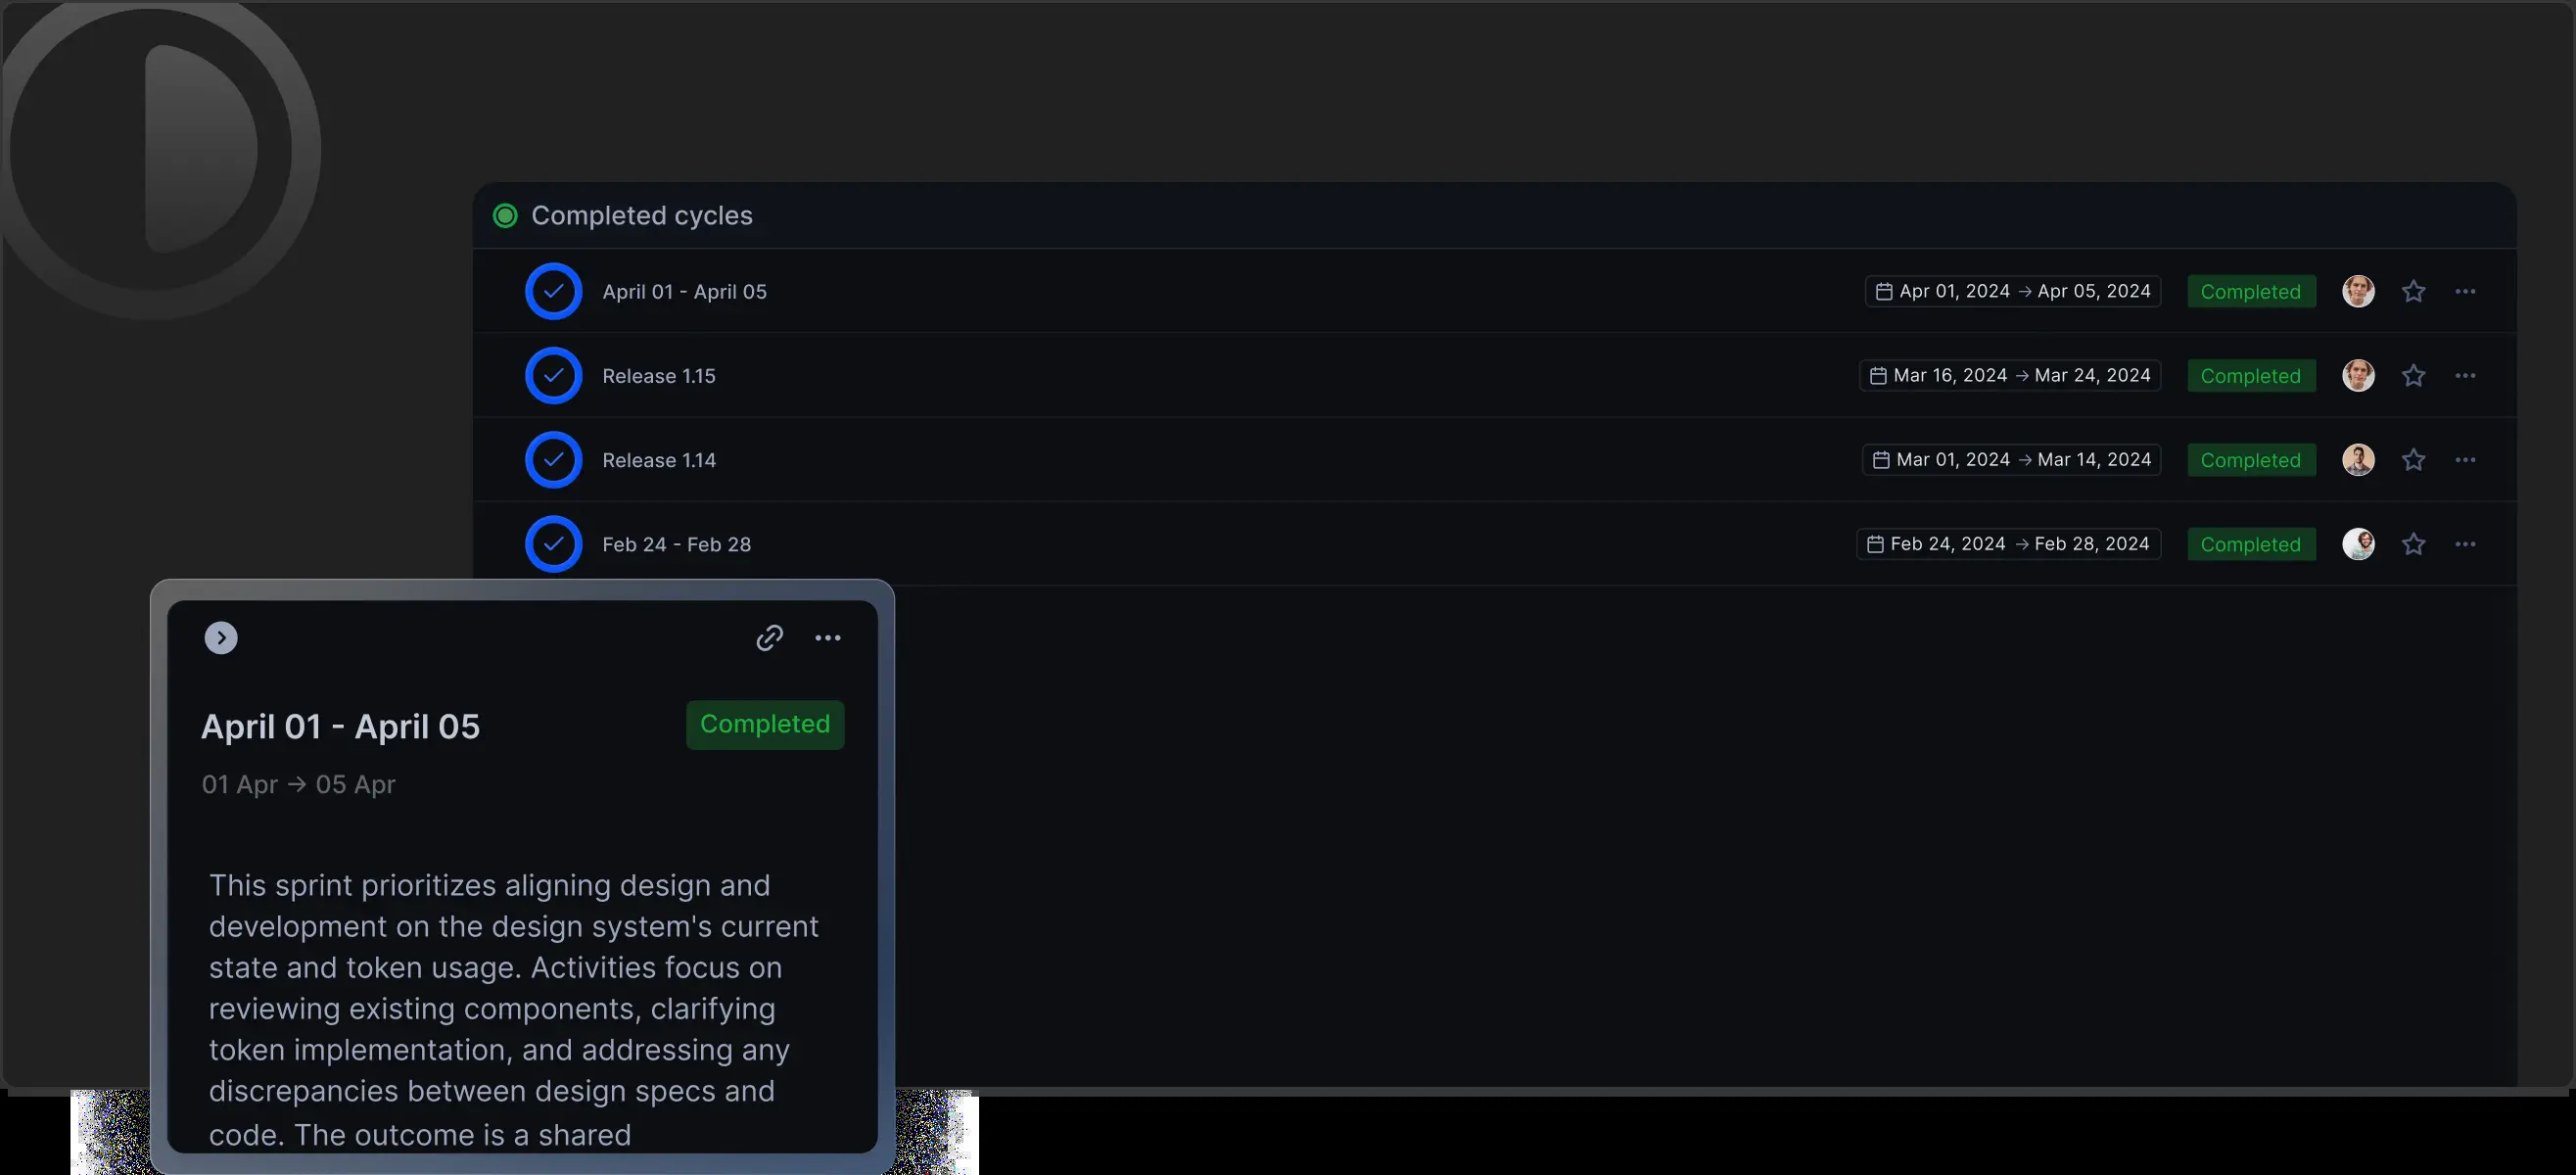 Completed cycles
April 01 - April 05 Apr 01, 2024 → Apr 05, 2024 Completed
Release 1.15 Mar 16, 2024 → Mar 24, 2024 Completed
Release 1.14 Mar 01, 2024 → Mar 14, 2024 Completed
Feb 24 - Feb 28 Feb 24, 2024 → Feb 28, 2024 Completed
April 01 - April 05 Completed
01 Apr → 05 Apr
This sprint prioritizes aligning design and
development on the design system's current
state and token usage. Activities focus on
reviewing existing components, clarifying
token implementation, and addressing any
discrepancies between design specs and
code. The outcome is a shared